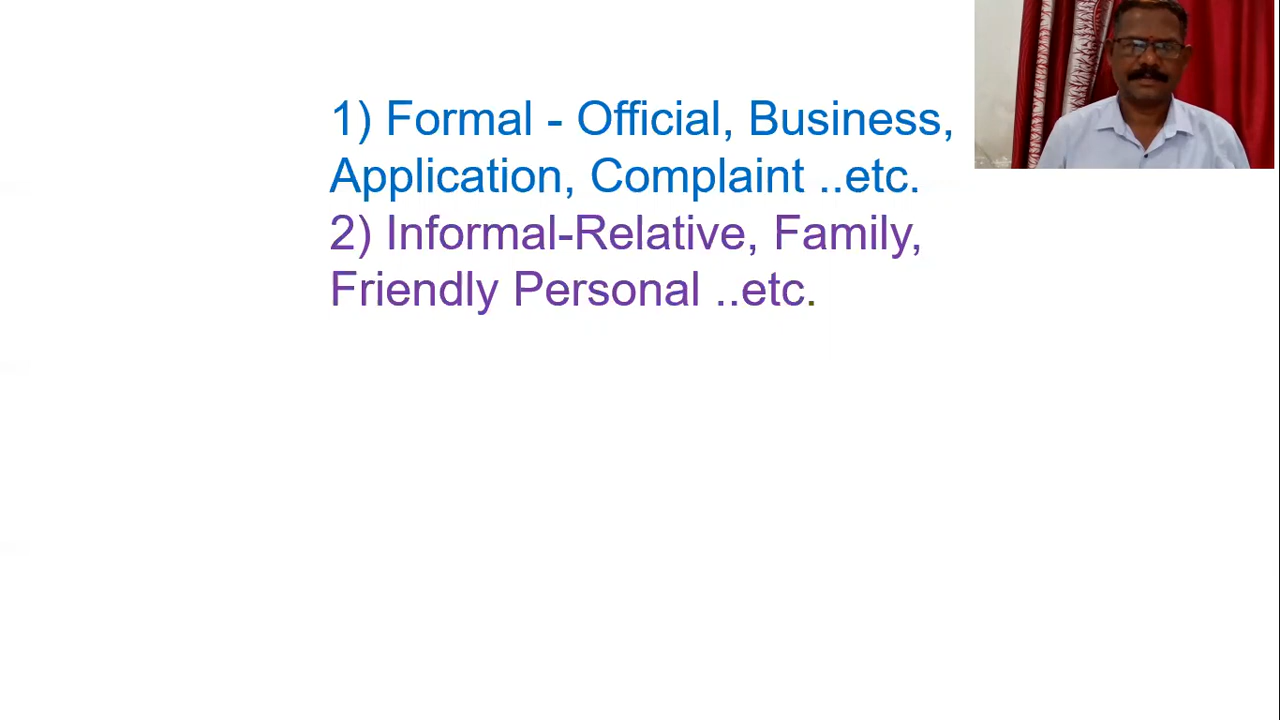 1) Formal - Official, Business,
Application, Complaint ..etc.
2) Informal-Relative, Family,
Friendly Personal ..etc.